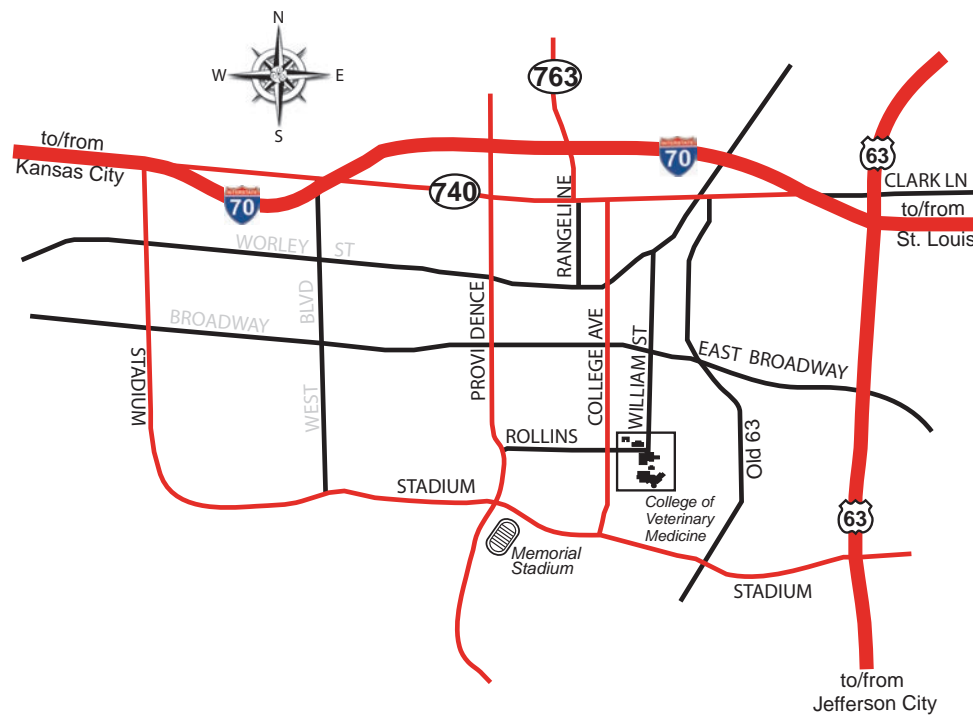 N
W
E
S
763
to/from
Kansas City
INTERSTATE
70
INTERSTATE
70
63
740
CLARK LN
to/from
St. Louis
WORLEY
ST
RANGELINE
BROADWAY
BLVD
WEST
STADIUM
PROVIDENCE
COLLEGE AVE
WILLIAM ST
EAST BROADWAY
ROLLINS
Old 63
STADIUM
College of
Veterinary
Medicine
63
Memorial
Stadium
STADIUM
to/from
Jefferson City